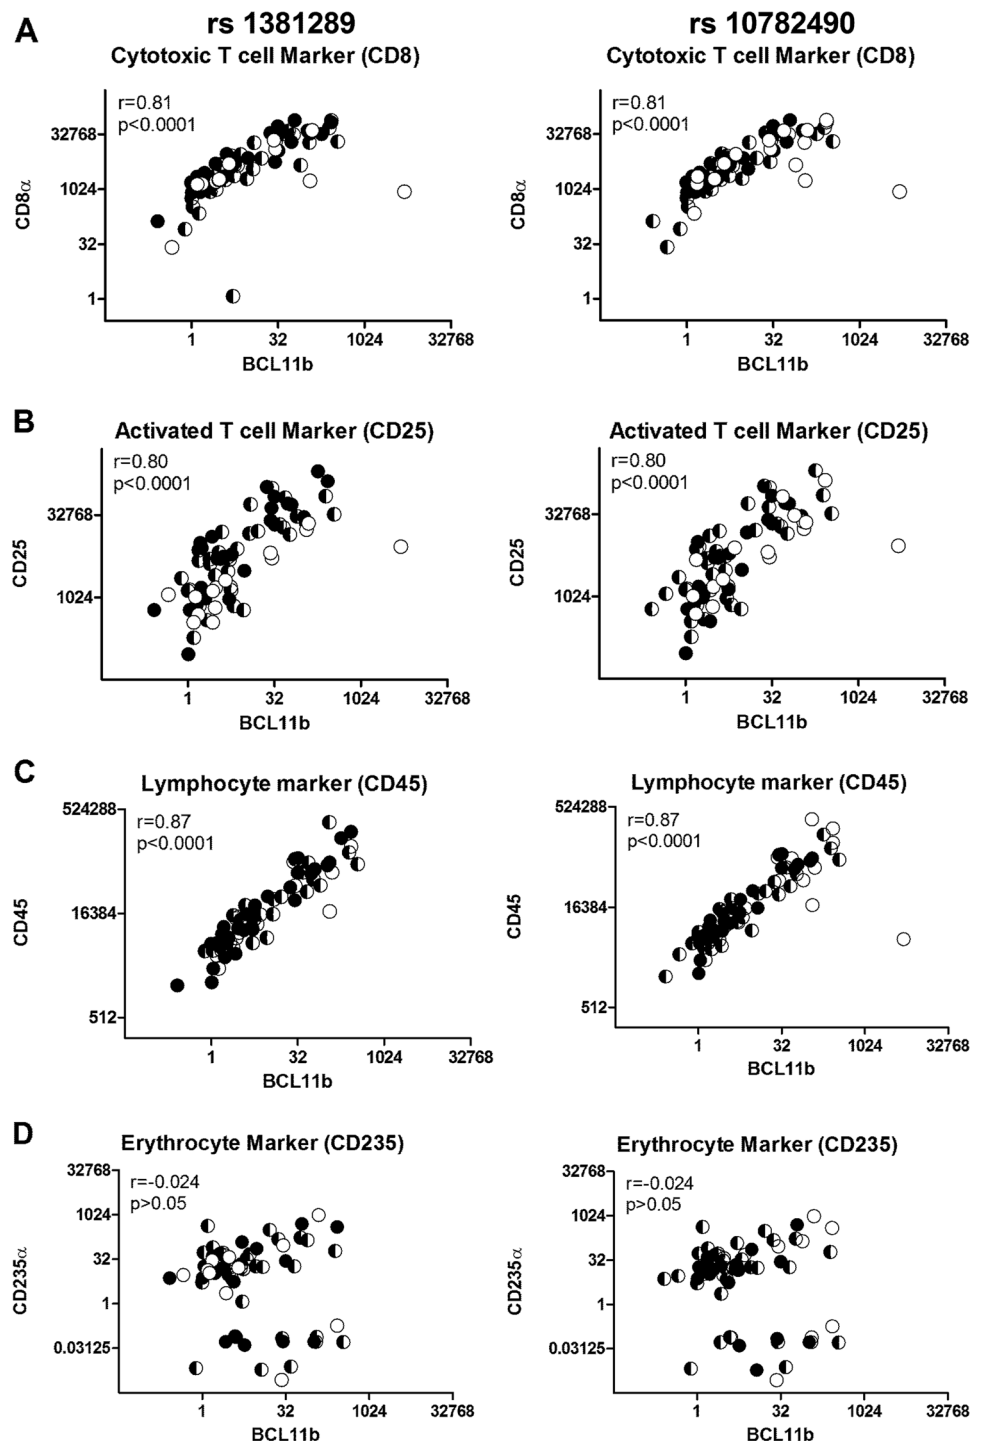 A
rs 1381289
rs 10782490
Cytotoxic T cell Marker (CD8)
Cytotoxic T cell Marker (CD8)
r=0.81
p<0.0001
32768
1024
32
1
CD8α
1 32 1024 32768
BCL11b
r=0.81
p<0.0001
32768
1024
32
1
CD8α
1 32 1024 32768
BCL11b
B
Activated T cell Marker (CD25)
Activated T cell Marker (CD25)
r=0.80
p<0.0001
32768
1024
CD25
1 32 1024 32768
BCL11b
r=0.80
p<0.0001
32768
1024
CD25
1 32 1024 32768
BCL11b
C
Lymphocyte marker (CD45)
Lymphocyte marker (CD45)
524288
r=0.87
p<0.0001
16384
512
CD45
1 32 1024 32768
BCL11b
524288
r=0.87
p<0.0001
16384
512
CD45
1 32 1024 32768
BCL11b
D
Erythrocyte Marker (CD235)
Erythrocyte Marker (CD235)
32768
r=-0.024
p>0.05
1024
32
1
0.03125
CD235α
1 32 1024 32768
BCL11b
32768
r=-0.024
p>0.05
1024
32
1
0.03125
CD235α
1 32 1024 32768
BCL11b